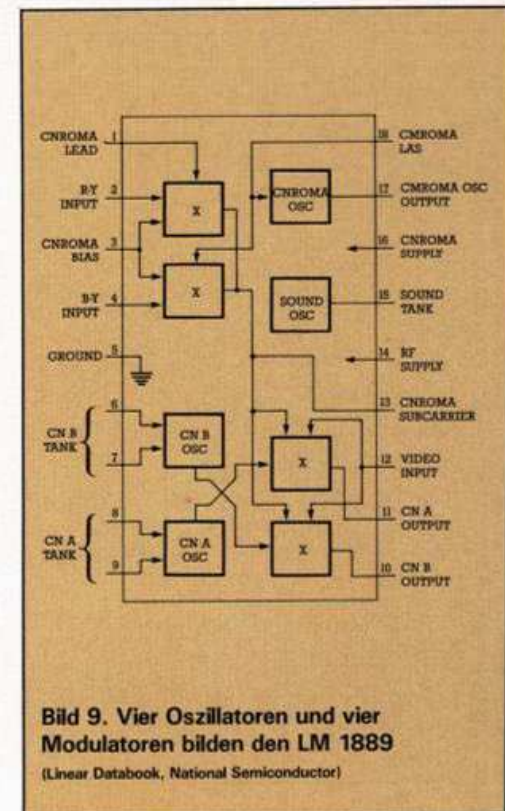 CNROMA
LEAD
1
R-Y
INPUT
2
CNROMA
BIAS
3
B-Y
INPUT
4
GROUND
5
CN B
TANK
6
7
CN A
TANK
8
9
X
X
CNROMA
OSC
SOUND
OSC
CN B
OSC
CN A
OSC
X
X
18
CMROMA
LAS
17
CMROMA OSC
OUTPUT
16
CNROMA
SUPPLY
15
SOUND
TANK
14
RF
SUPPLY
13
CNROMA
SUBCARRIER
12
VIDEO
INPUT
11
CN A
OUTPUT
10
CN B
OUTPUT
Bild 9. Vier Oszillatoren und vier
Modulatoren bilden den LM 1889
(Linear Databook, National Semiconductor)